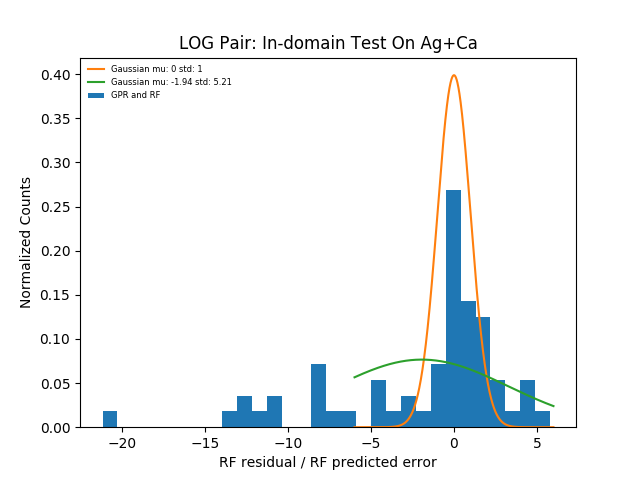 LOG Pair: In-domain Test On Ag+Ca
Gaussian mu: 0 std: 1
Gaussian mu: -1.94 std: 5.21
GPR and RF
Normalized Counts
0.40
0.35
0.30
0.25
0.20
0.15
0.10
0.05
0.00
−20 −15 −10 −5 0 5
RF residual / RF predicted error